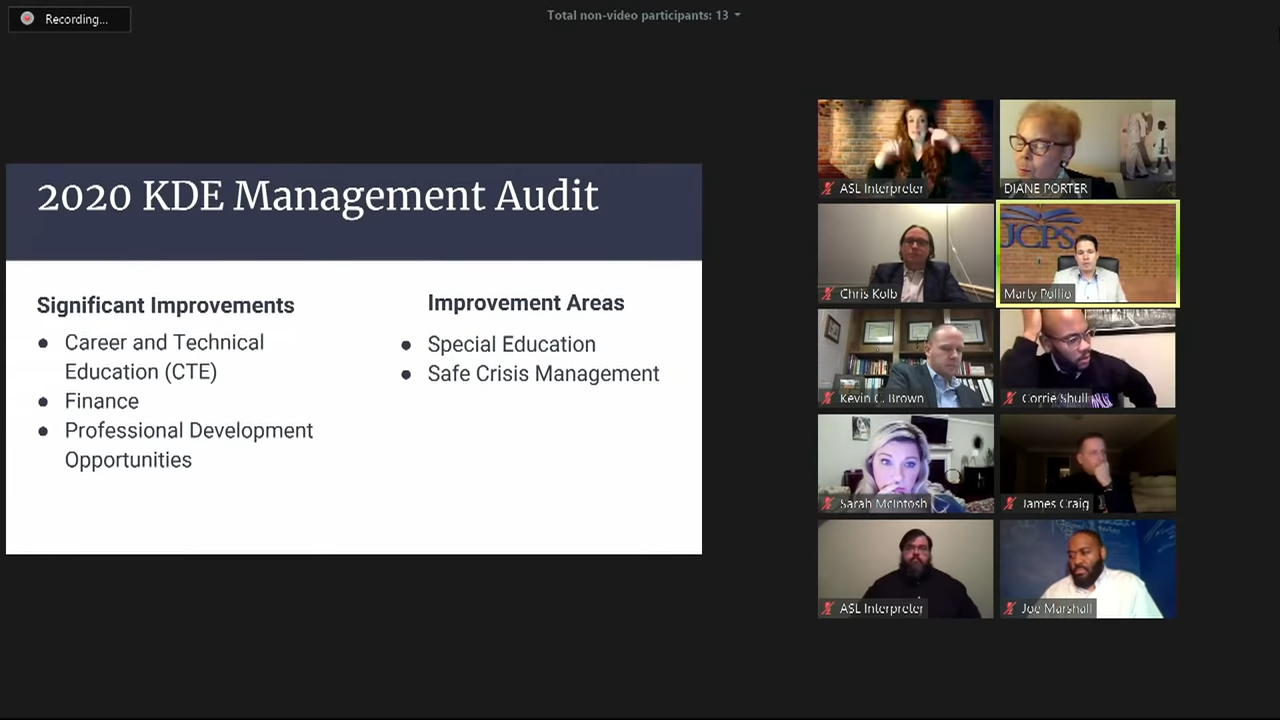 Recording...
Total non-video participants: 13
2020 KDE Management Audit
Significant Improvements
● Career and Technical
Education (CTE)
● Finance
● Professional Development
Opportunities
Improvement Areas
● Special Education
● Safe Crisis Management
ASL Interpreter
DIANE PORTER
Chris Kolb
JCPS
Marty Pollio
Kevin C. Brown
Corrie Shull
Sarah McIntosh
James Craig
ASL Interpreter
Joe Marshall